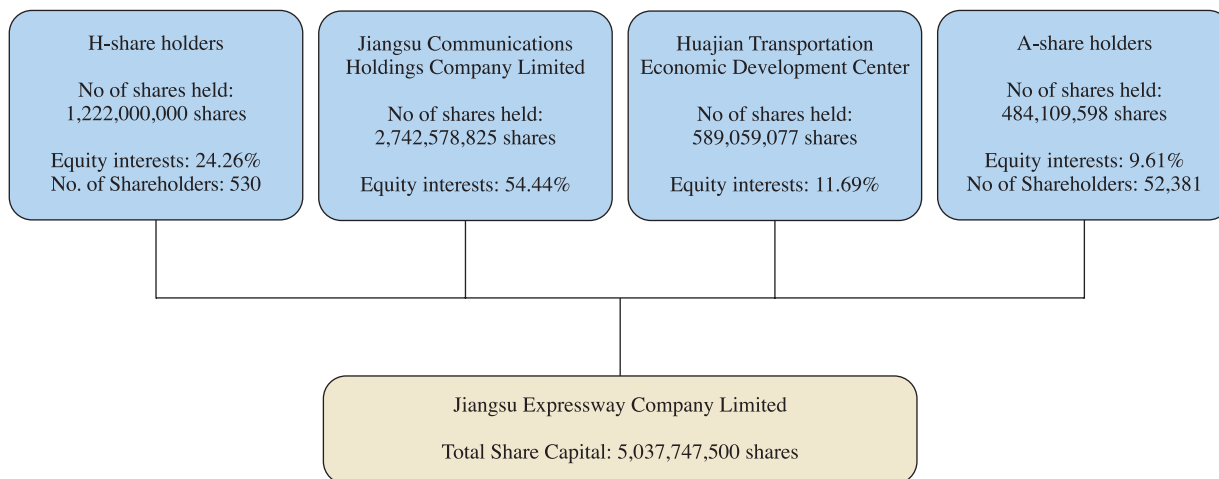 H-share holders
No of shares held:
1,222,000,000 shares
Equity interests: 24.26%
No. of Shareholders: 530
Jiangsu Communications
Holdings Company Limited
No of shares held:
2,742,578,825 shares
Equity interests: 54.44%
Huajian Transportation
Economic Development Center
No of shares held:
589,059,077 shares
Equity interests: 11.69%
A-share holders
No of shares held:
484,109,598 shares
Equity interests: 9.61%
No of Shareholders: 52,381
Jiangsu Expressway Company Limited
Total Share Capital: 5,037,747,500 shares